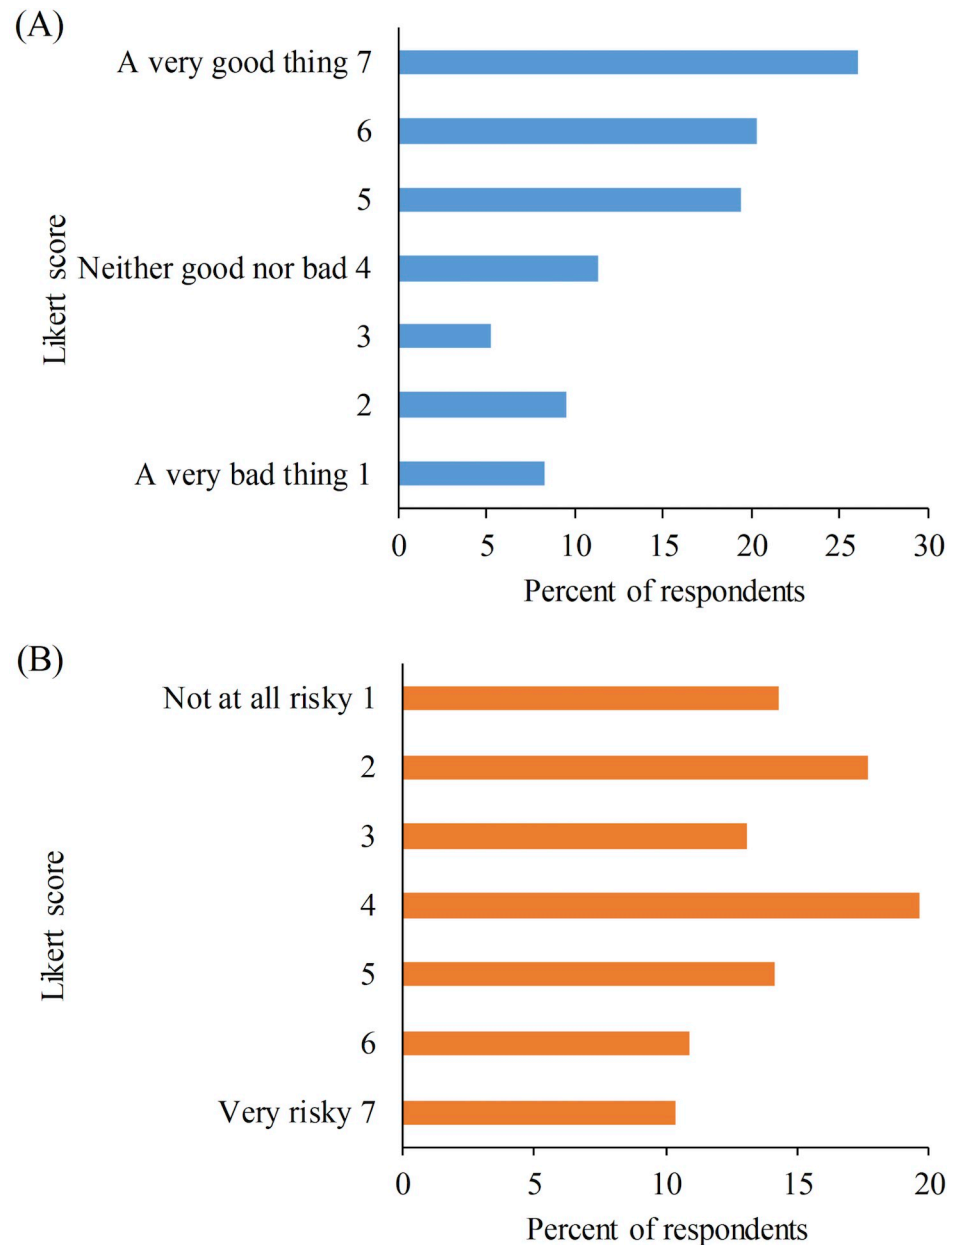 (A)
A very good thing 7
6
5
Neither good nor bad 4
3
2
A very bad thing 1
Likert score
0 5 10 15 20 25 30
Percent of respondents
(B)
Not at all risky 1
2
3
4
5
6
Very risky 7
Likert score
0 5 10 15 20
Percent of respondents